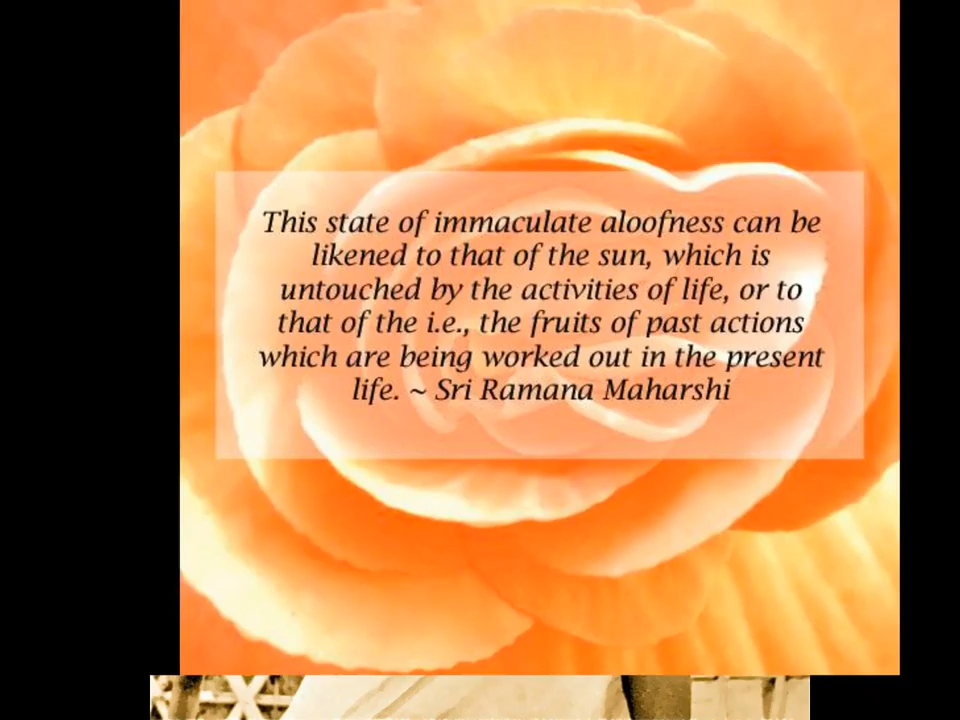 This state of immaculate aloofness can be
likened to that of the sun, which is
untouched by the activities of life, or to
that of the i.e., the fruits of past actions
which are being worked out in the present
life. ~ Sri Ramana Maharshi